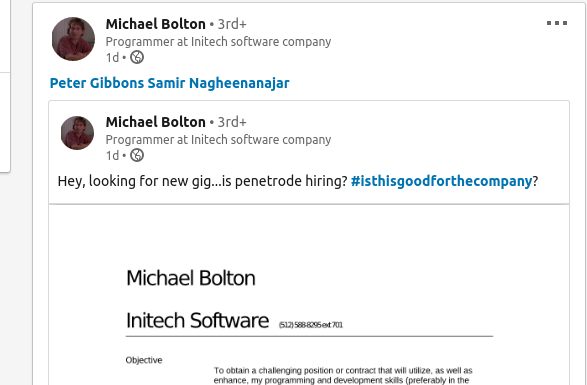 Michael Bolton • 3rd+
Programmer at Initech software company
1d •
Peter Gibbons Samir Nagheenanajar
Michael Bolton • 3rd+
Programmer at Initech software company
1d •
Hey, looking for new gig...is penetrode hiring? #isthisgoodforthecompany?
Michael Bolton
Initech Software (512)588-8295 ext 701
Objective
To obtain a challenging position or contract that will utilize, as well as
enhance, my programming and development skills (preferably in the